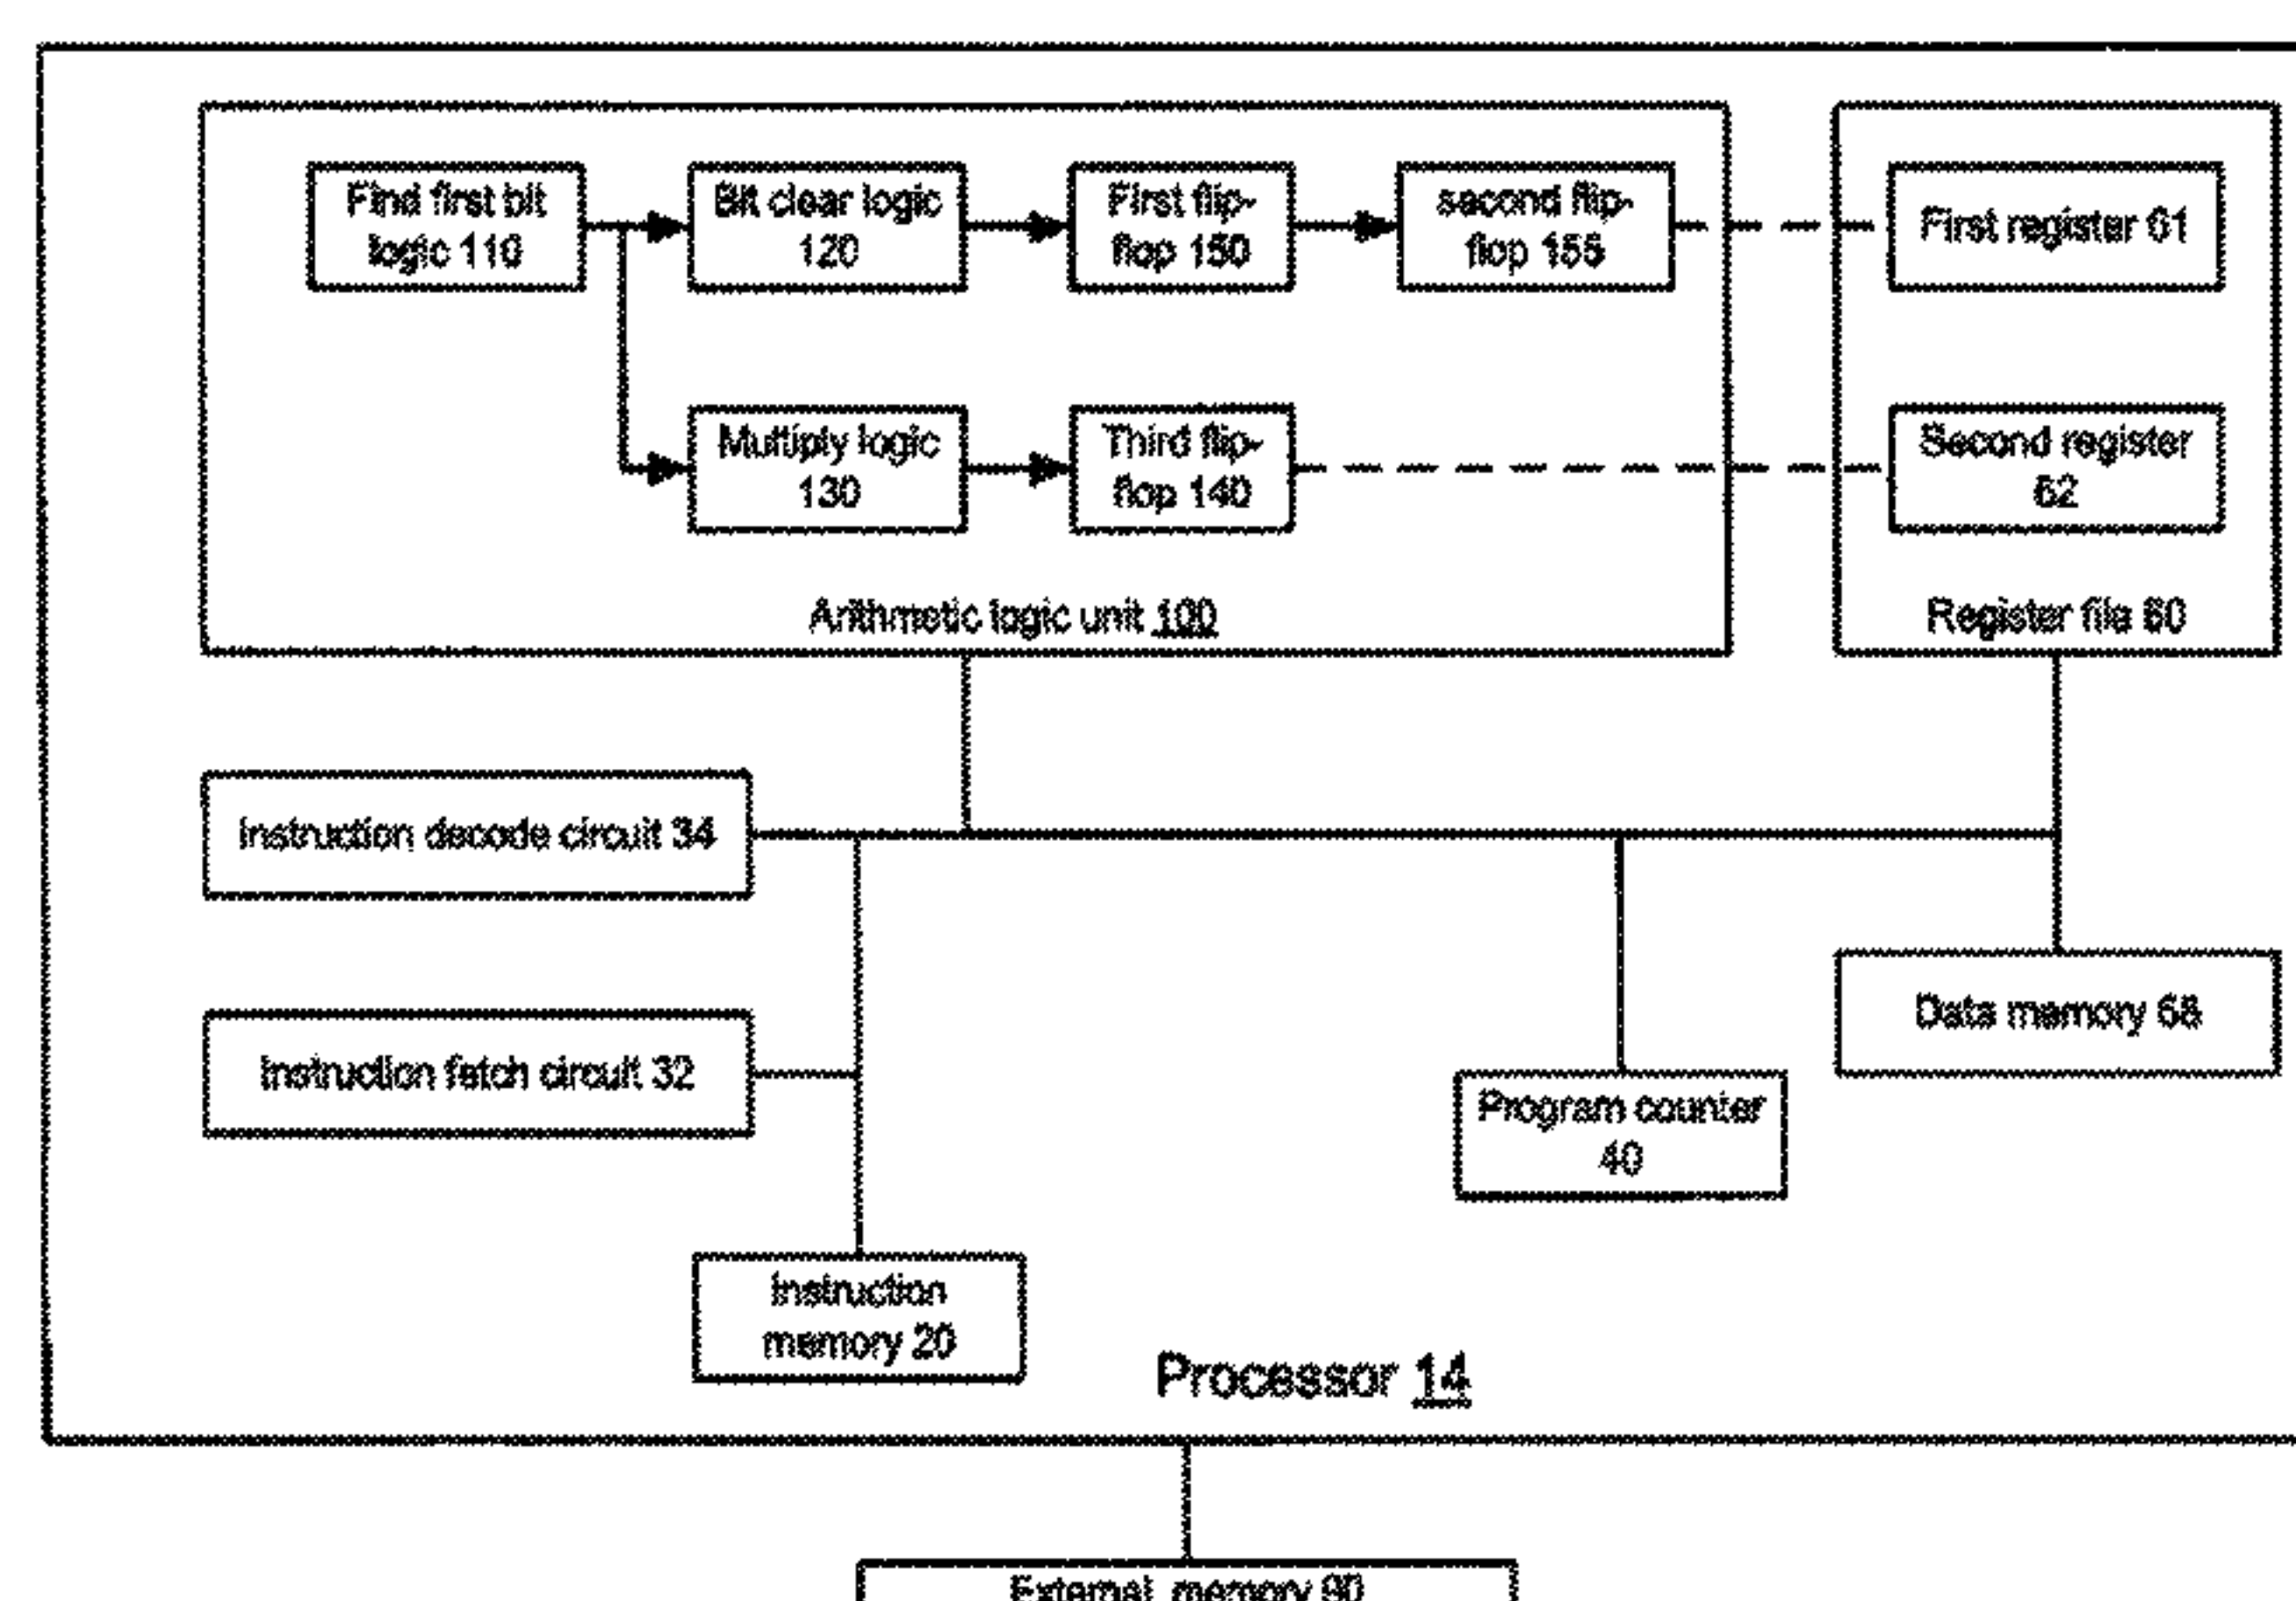 Find first bit
logic 110
Bit clear logic
120
First flip-
flop 150
second flip-
flop 155
First register 61
Multiply logic
130
Third flip-
flop 140
Second register
62
Arithmetic logic unit 100
Register file 60
Instruction decode circuit 34
Instruction fetch circuit 32
Data memory 68
Program counter
40
Instruction
memory 20
Processor 14
External memory 90